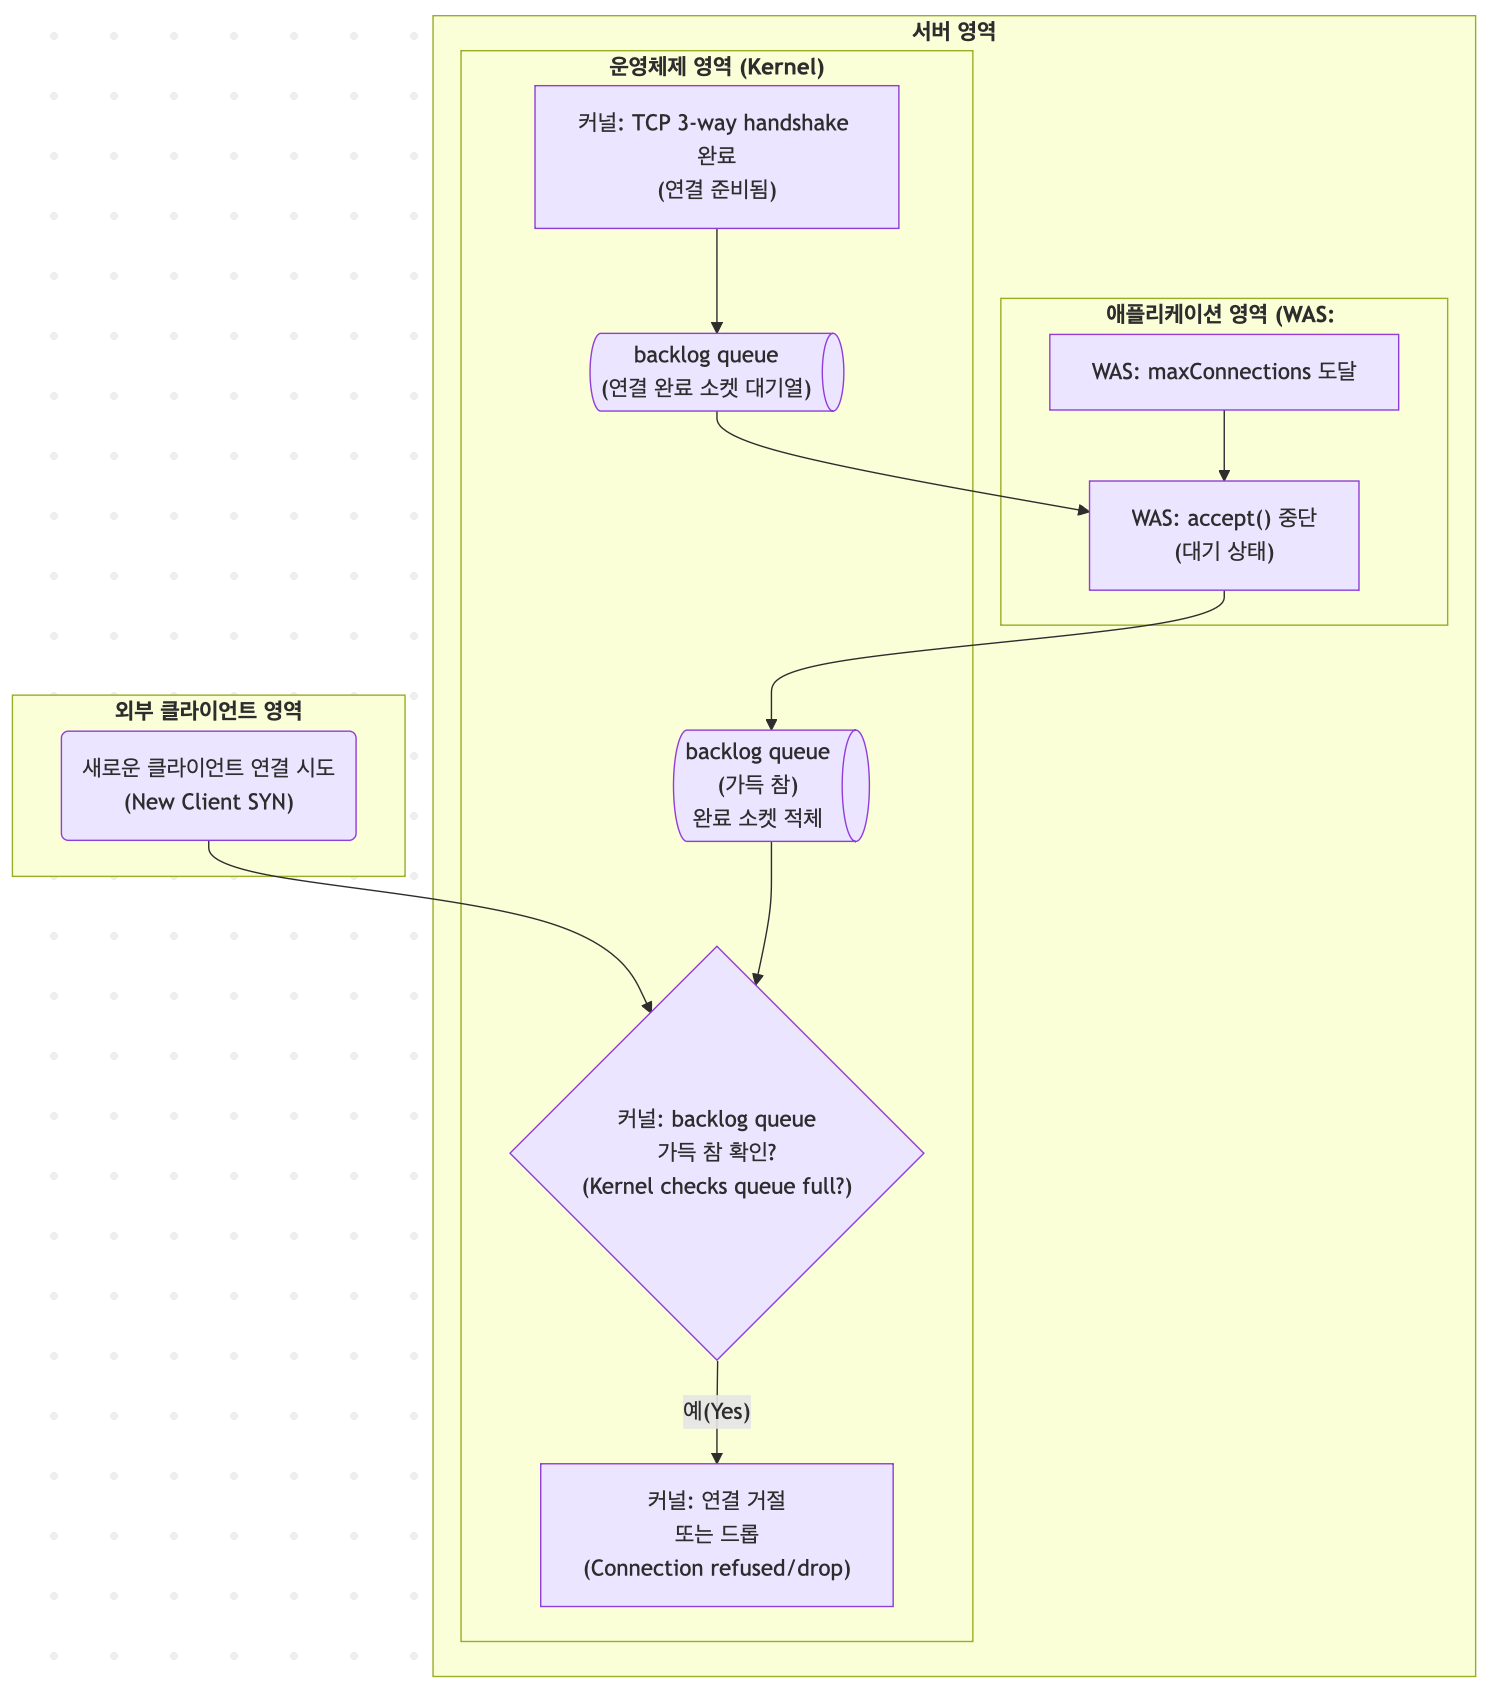 서버 영역
운영체제 영역 (Kernel)
커널: TCP 3-way handshake
완료
(연결 준비됨)
backlog queue
(연결 완료 소켓 대기열)
애플리케이션 영역 (WAS:
WAS: maxConnections 도달
WAS: accept() 중단
(대기 상태)
외부 클라이언트 영역
새로운 클라이언트 연결 시도
(New Client SYN)
backlog queue
(가득 참)
완료 소켓 적체
커널: backlog queue
가득 참 확인?
(Kernel checks queue full?)
예(Yes)
커널: 연결 거절
또는 드롭
(Connection refused/drop)